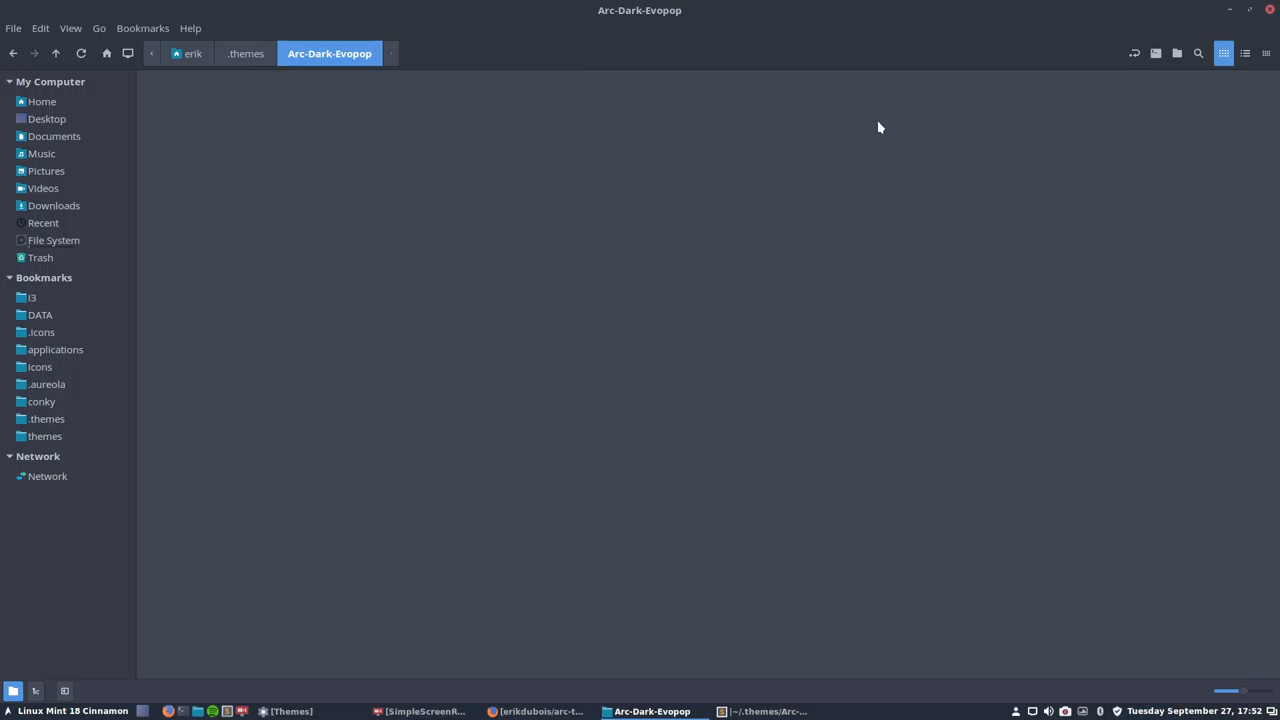 Arc-Dark-Evopop
File Edit View Go Bookmarks Help
erik .themes Arc-Dark-Evopop
My Computer
Home
Desktop
Documents
Music
Pictures
Videos
Downloads
Recent
File System
Trash
Bookmarks
i3
DATA
.icons
applications
icons
.aureola
conky
.themes
themes
Network
Network
Linux Mint 18 Cinnamon [Themes] [SimpleScreenR... [erikdubois/arc-t... Arc-Dark-Evopop |~/.themes/Arc-... Tuesday September 27, 17:52